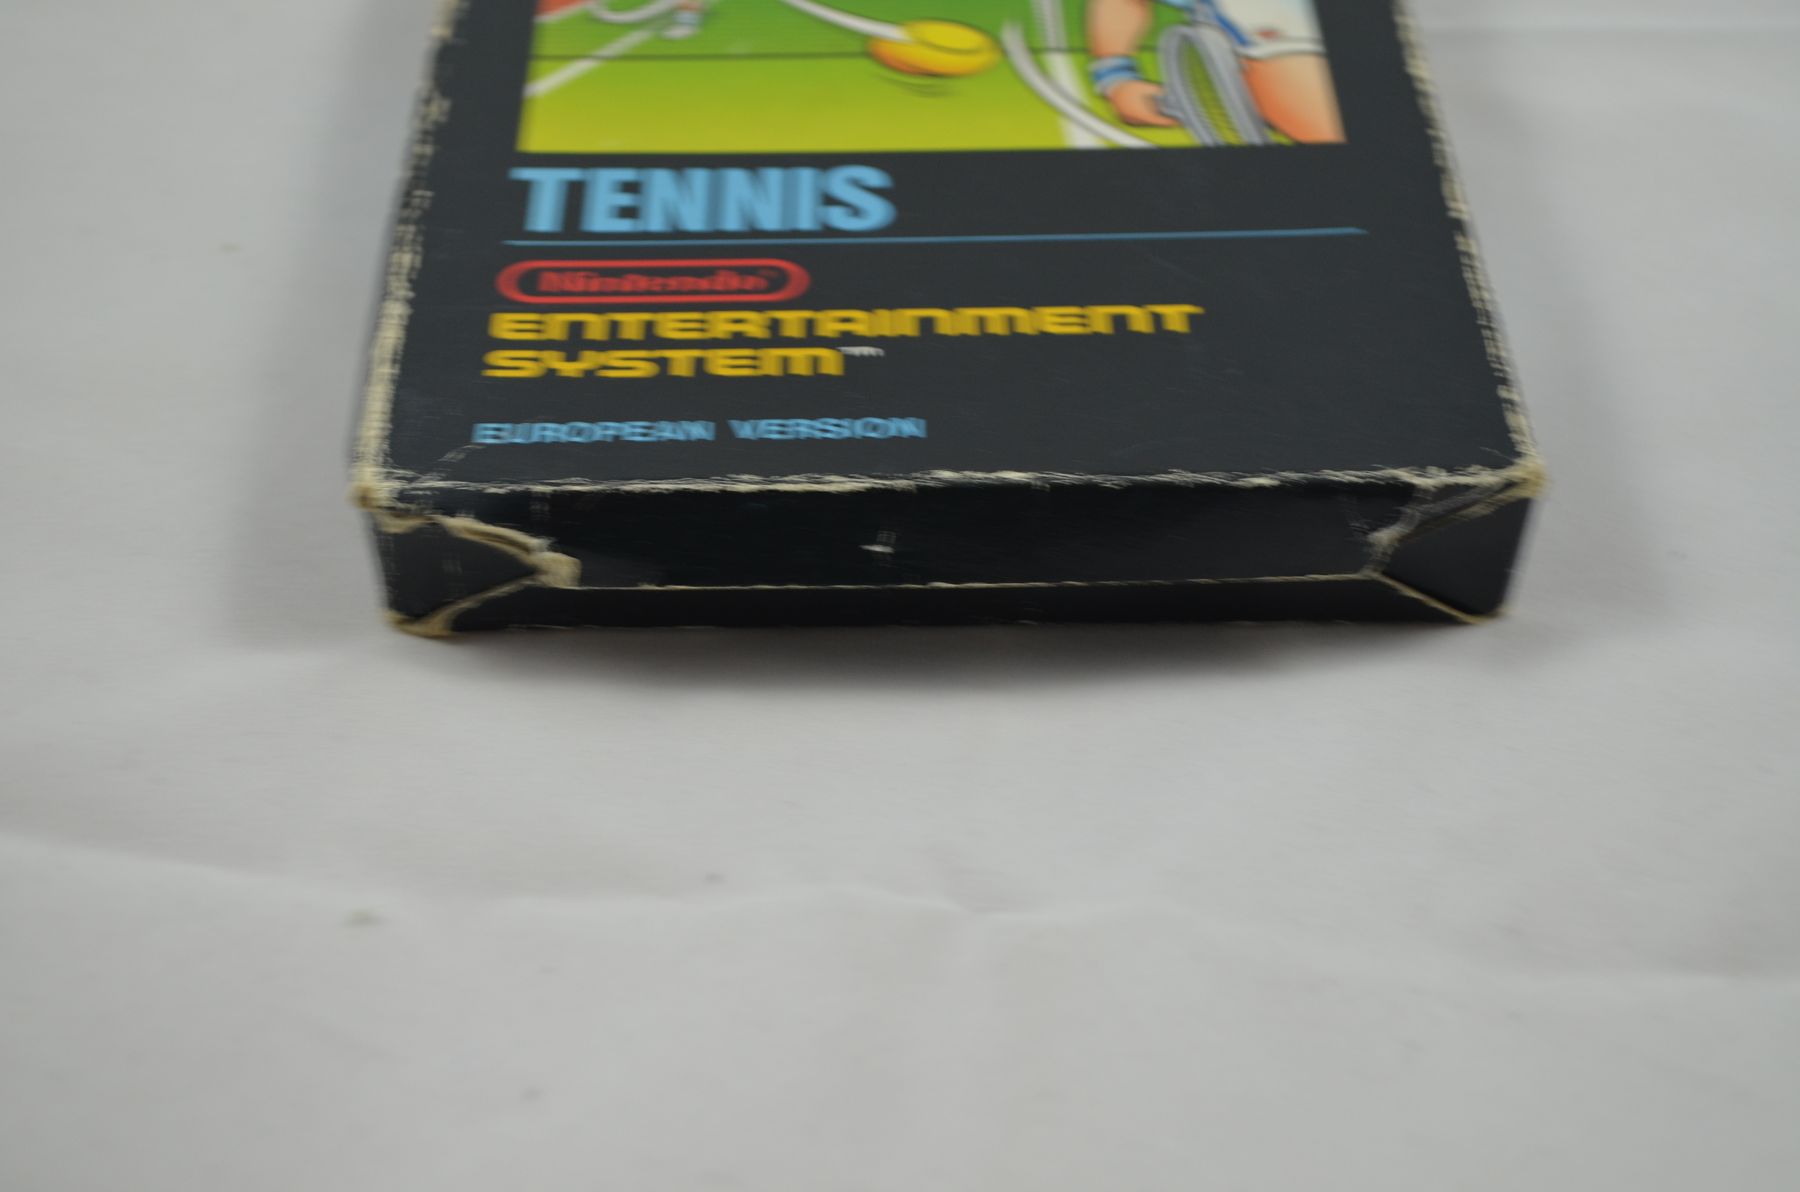 TENNIS
Nintendo
ENTERTAINMENT
SYSTEM™
EUROPEAN VERSION